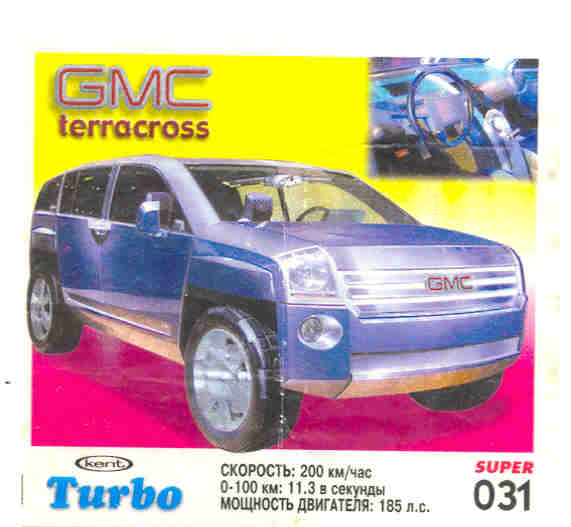 GMC
terracross
GMC
kent
Turbo
СКОРОСТЬ: 200 км/час
0-100 км: 11.3 в секунды
МОЩНОСТЬ ДВИГАТЕЛЯ: 185 л.с.
SUPER
031